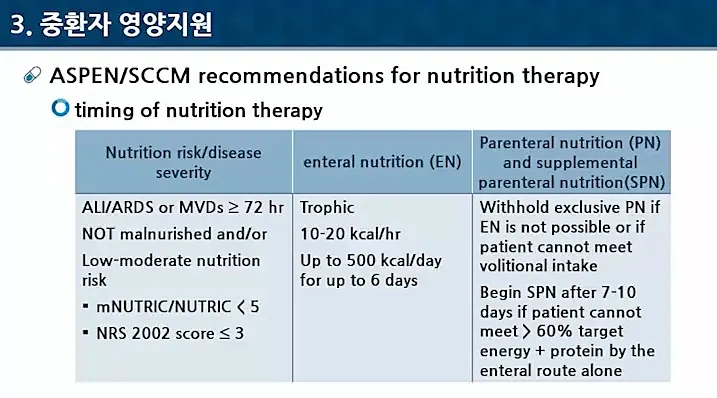 3. 중환자 영양지원
ASPEN/SCCM recommendations for nutrition therapy
timing of nutrition therapy
Nutrition risk/disease
severity
enteral nutrition (EN)
Parenteral nutrition (PN)
and supplemental
parenteral nutrition(SPN)
ALI/ARDS or MVDs ≥ 72 hr
NOT malnurished and/or
Low-moderate nutrition
risk
▪ mNUTRIC/NUTRIC < 5
▪ NRS 2002 score ≤ 3
Trophic
10-20 kcal/hr
Up to 500 kcal/day
for up to 6 days
Withhold exclusive PN if
EN is not possible or if
patient cannot meet
volitional intake
Begin SPN after 7-10
days if patient cannot
meet > 60% target
energy + protein by the
enteral route alone